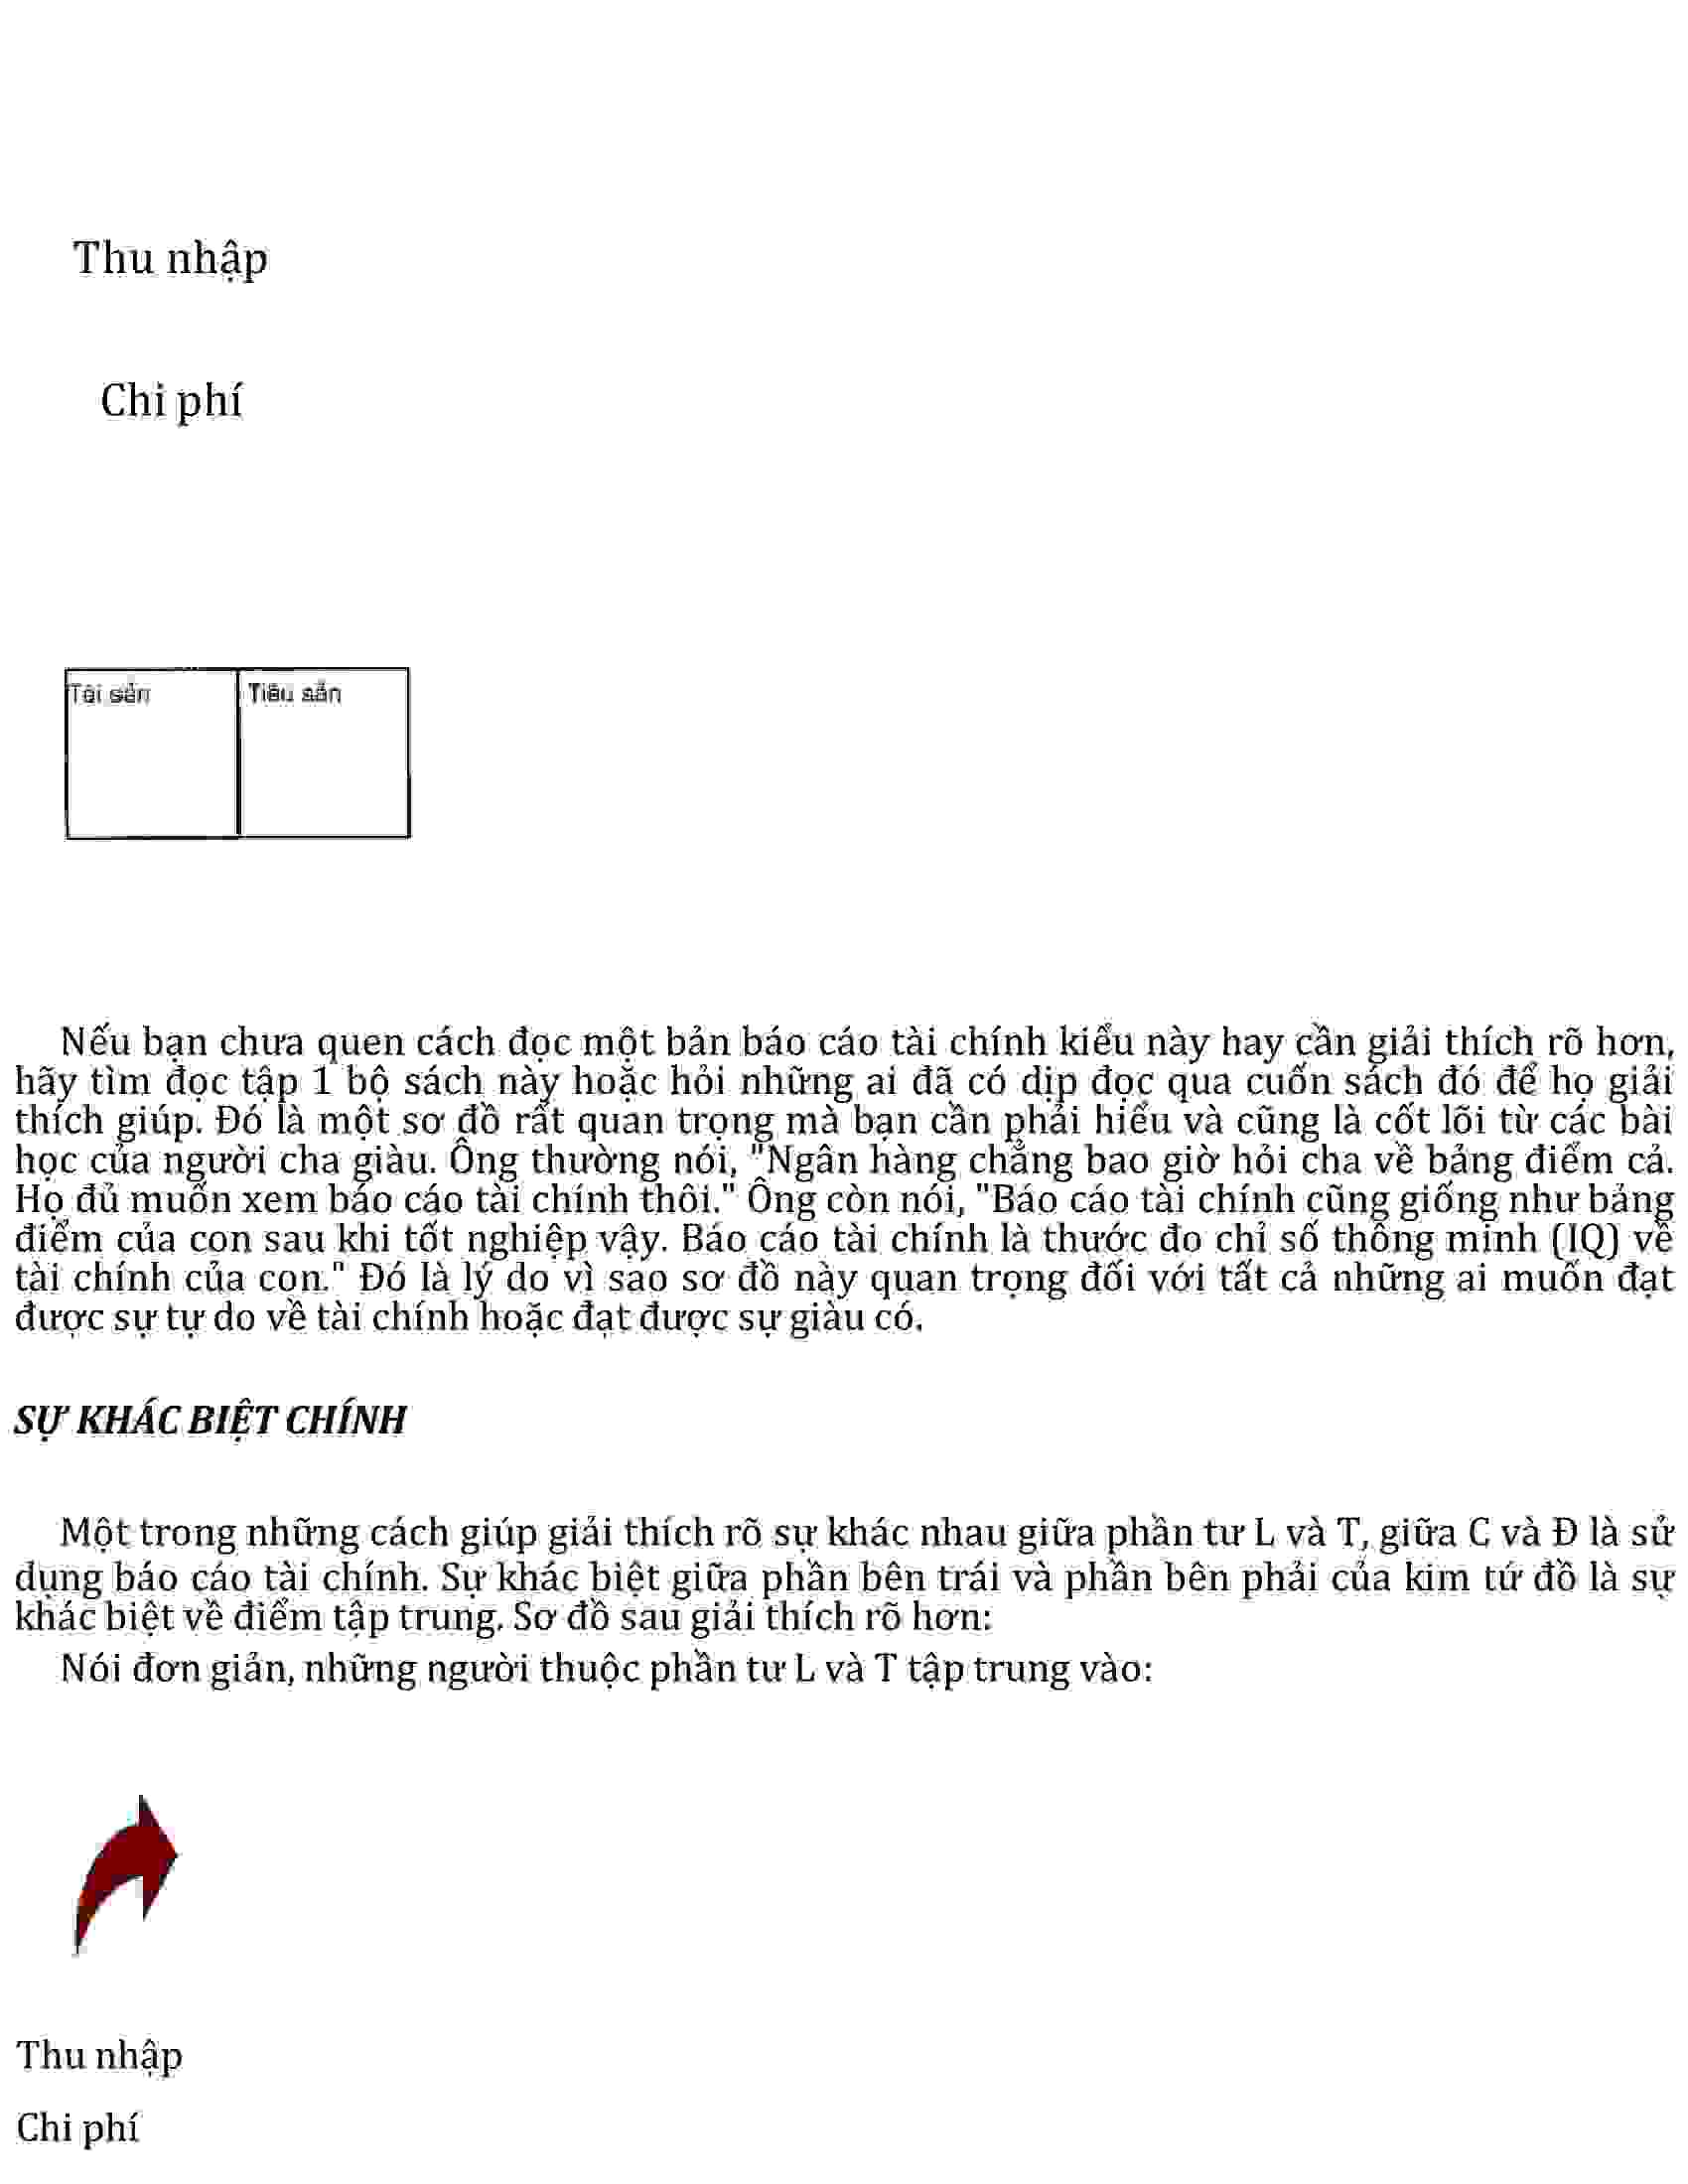 Thu nhập
Chi phí
Tài sản
Tiêu sản
Nếu bạn chưa quen cách đọc một bản báo cáo tài chính kiểu này hay cần giải thích rõ hơn,
hãy tìm đọc tập 1 bộ sách này hoặc hỏi những ai đã có dịp đọc qua cuốn sách đó để họ giải
thích giúp. Đó là một sơ đồ rất quan trọng mà bạn cần phải hiểu và cũng là cốt lõi từ các bài
học của người cha giàu. Ông thường nói, "Ngân hàng chẳng bao giờ hỏi cha về bảng điểm cả.
Họ đủ muốn xem báo cáo tài chính thôi." Ông còn nói, "Báo cáo tài chính cũng giống như bảng
điểm của con sau khi tốt nghiệp vậy. Báo cáo tài chính là thước đo chỉ số thông minh (IQ) về
tài chính của con." Đó là lý do vì sao sơ đồ này quan trọng đối với tất cả những ai muốn đạt
được sự tự do về tài chính hoặc đạt được sự giàu có.
SỰ KHÁC BIỆT CHÍNH
Một trong những cách giúp giải thích rõ sự khác nhau giữa phần tư L và T, giữa C và Đ là sử
dụng báo cáo tài chính. Sự khác biệt giữa phần bên trái và phần bên phải của kim tứ đồ là sự
khác biệt về điểm tập trung. Sơ đồ sau giải thích rõ hơn:
Nói đơn giản, những người thuộc phần tư L và T tập trung vào:
Thu nhập
Chi phí